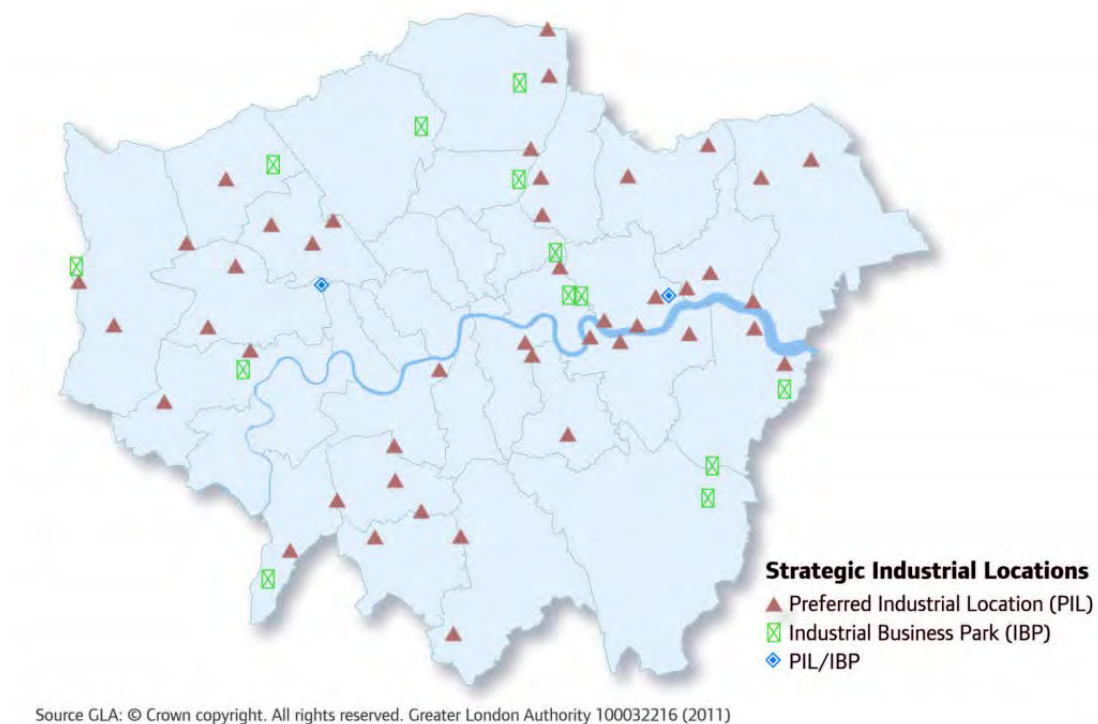 Strategic Industrial Locations
Preferred Industrial Location (PIL)
Industrial Business Park (IBP)
PIL/IBP
Source GLA: © Crown copyright. All rights reserved. Greater London Authority 100032216 (2011)